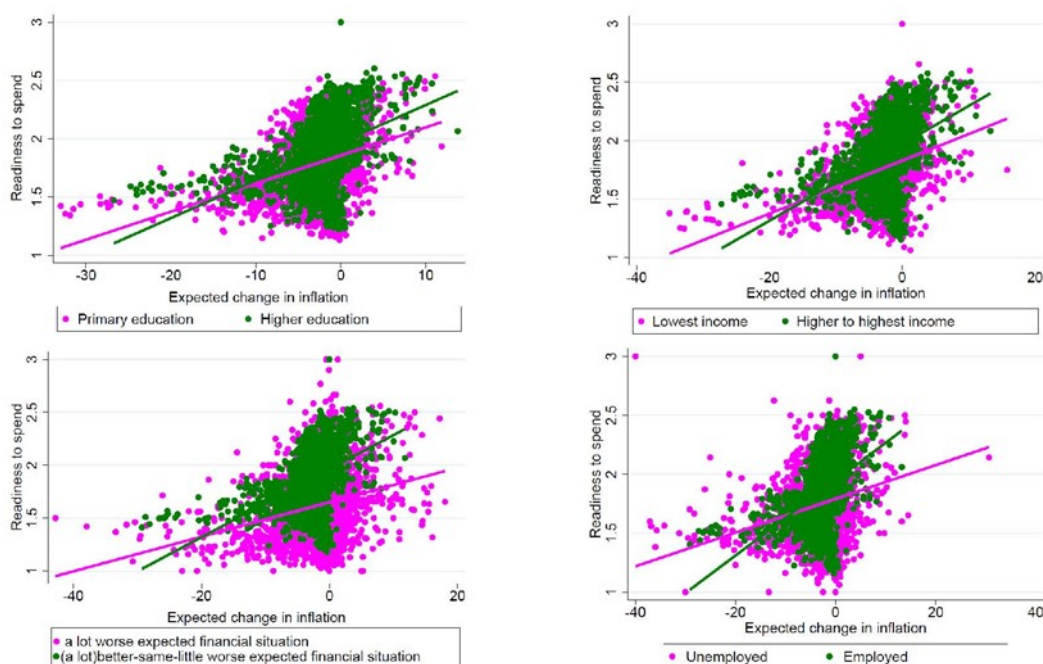 Readiness to spend
3
2.5
2
1.5
1
-30 -20 -10 0 10
Expected change in inflation
Primary education Higher education
Readiness to spend
3
2.5
2
1.5
1
-40 -20 0 20
Expected change in inflation
Lowest income Higher to highest income
Readiness to spend
3
2.5
2
1.5
1
-40 -20 0 20
Expected change in inflation
a lot worse expected financial situation
(a lot)better-same-little worse expected financial situation
Readiness to spend
3
2.5
2
1.5
1
-40 -20 0 20 40
Expected change in inflation
Unemployed Employed